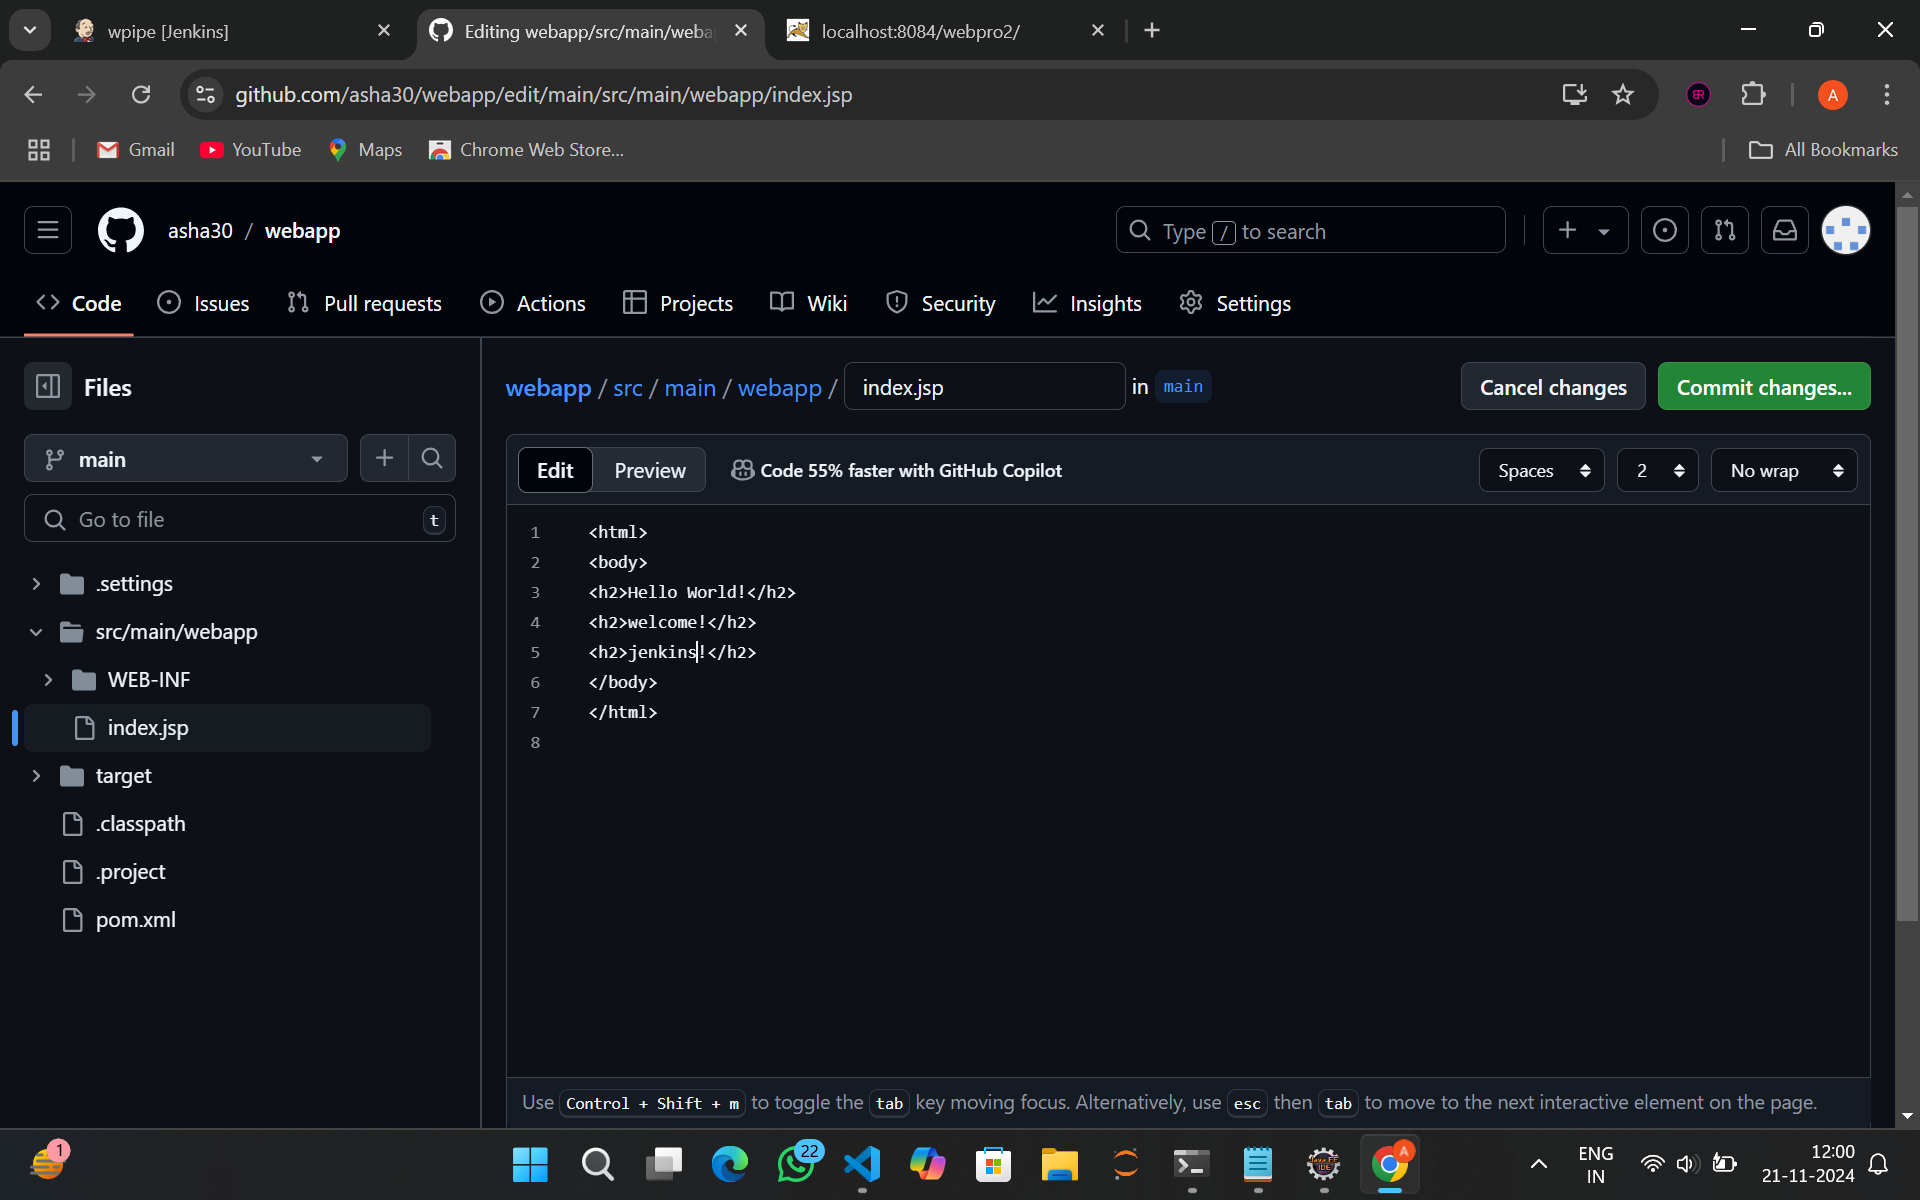 wpipe [Jenkins]
Editing webapp/src/main/weba
localhost:8084/webpro2/
github.com/asha30/webapp/edit/main/src/main/webapp/index.jsp
A
Gmail
YouTube
Maps
Chrome Web Store...
All Bookmarks
asha30 / webapp
Type / to search
Code
Issues
Pull requests
Actions
Projects
Wiki
Security
Insights
Settings
Files
webapp / src / main / webapp / index.jsp in main
Cancel changes
Commit changes...
main
Go to file
t
.settings
src/main/webapp
WEB-INF
index.jsp
target
.classpath
.project
pom.xml
Edit
Preview
Code 55% faster with GitHub Copilot
Spaces
2
No wrap
1 <html>
2 <body>
3 <h2>Hello World!</h2>
4 <h2>welcome!</h2>
5 <h2>jenkins!</h2>
6 </body>
7 </html>
8
Use Control + Shift + m to toggle the tab key moving focus. Alternatively, use esc then tab to move to the next interactive element on the page.
1
22
A
ENG
IN
12:00
21-11-2024